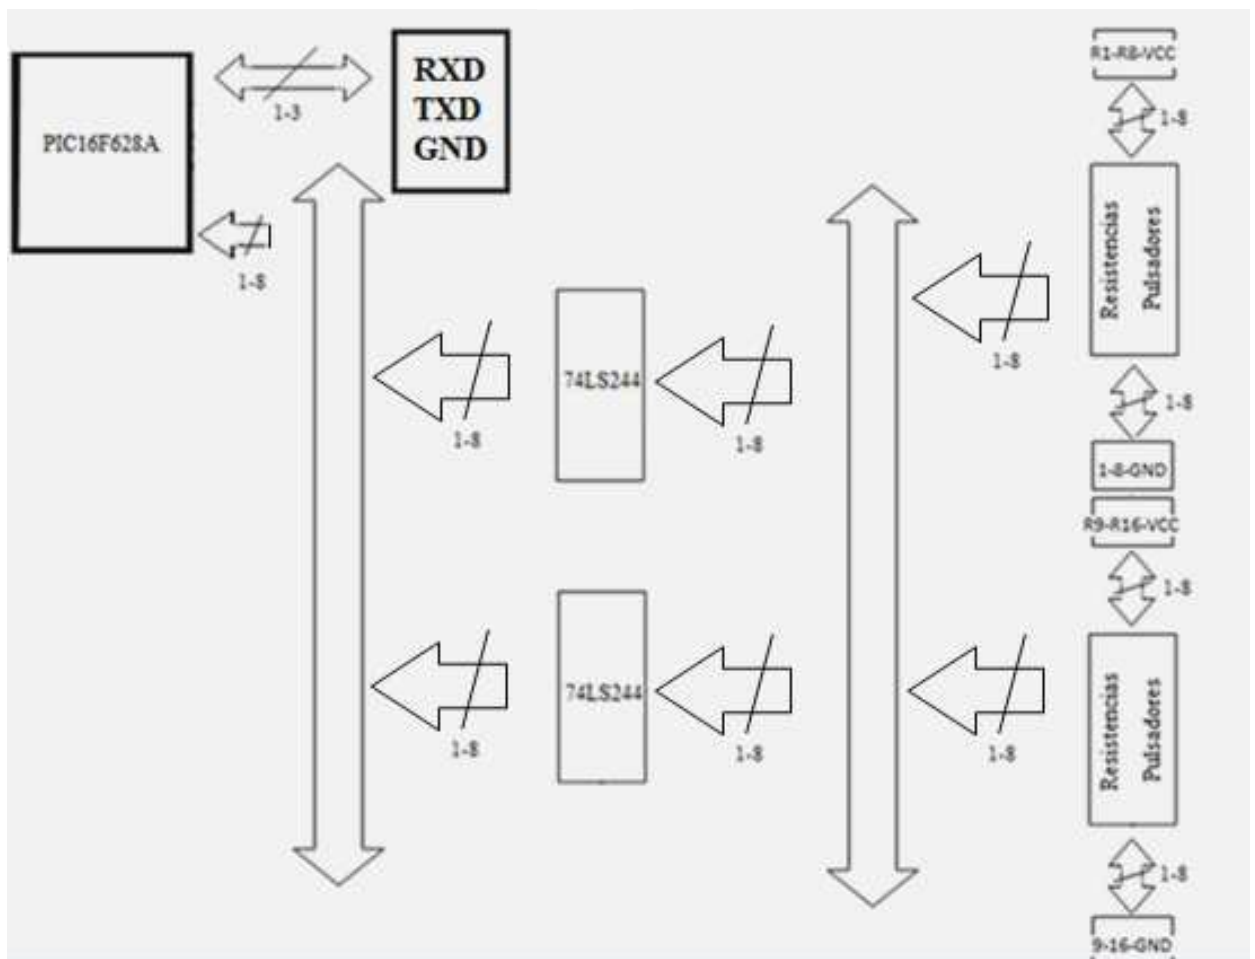 R1-R8-VCC
RXD
TXD
GND
1-3
1-8
PIC16F628A
Resistencias
Pulsadores
1-8
1-8
1-8
74LS244
1-8
1-8
1-8-GND
R9-R16-VCC
1-8
Resistencias
Pulsadores
74LS244
1-8
1-8
1-8
1-8
9-16-GND